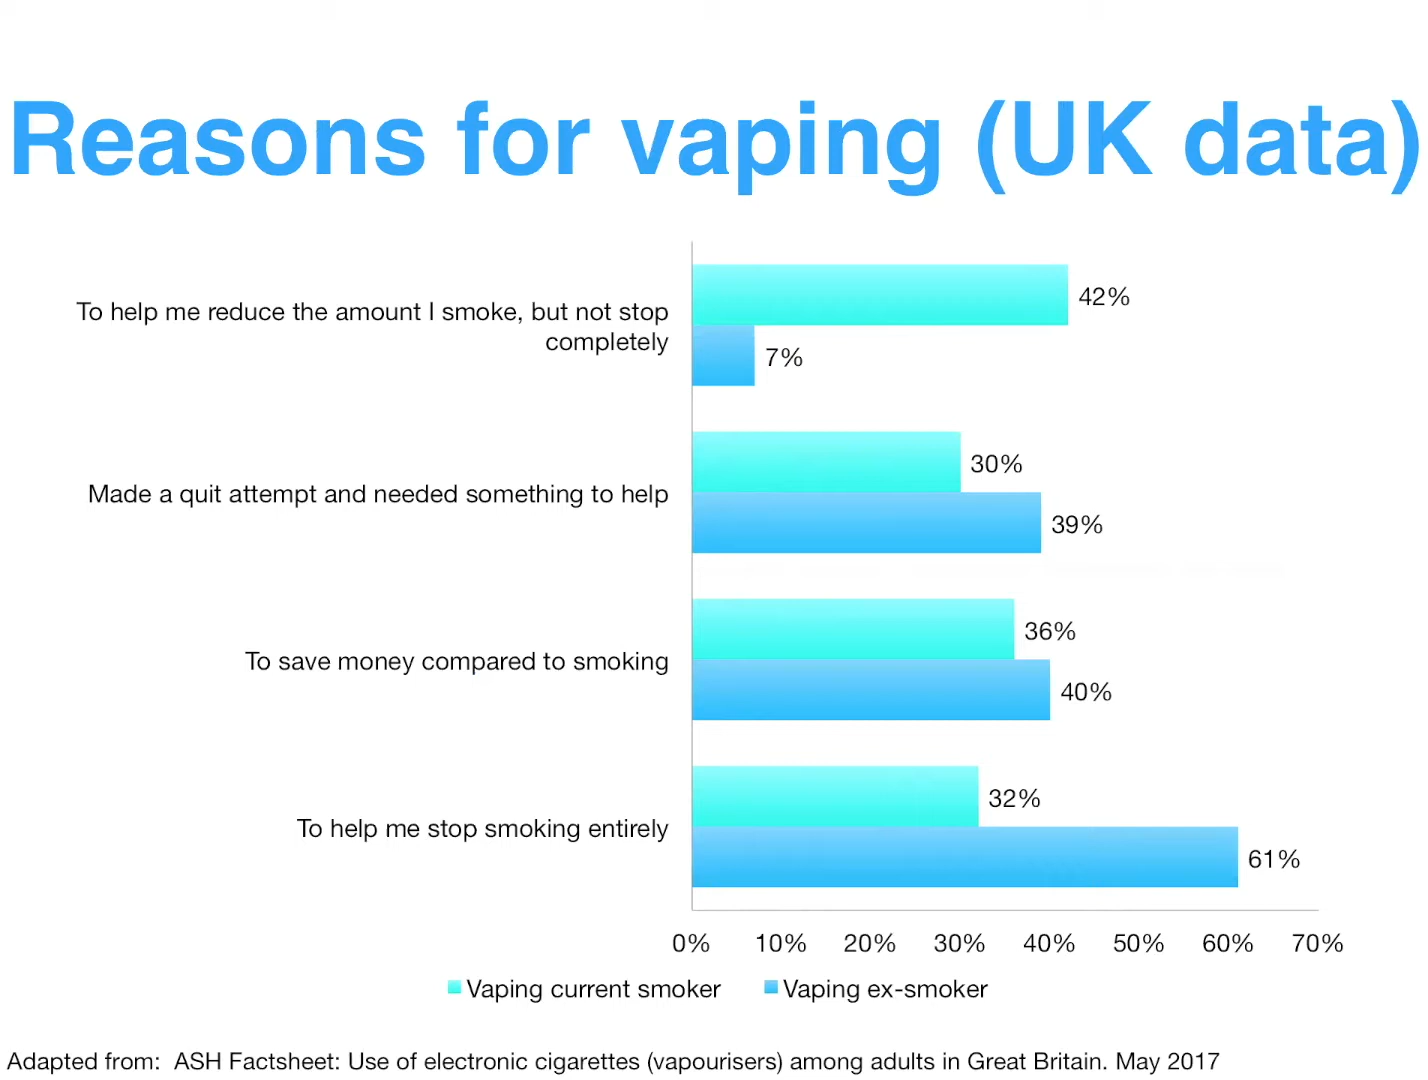 Reasons for vaping (UK data)
To help me reduce the amount I smoke, but not stop
completely
42%
7%
Made a quit attempt and needed something to help
30%
39%
To save money compared to smoking
36%
40%
To help me stop smoking entirely
32%
61%
0% 10% 20% 30% 40% 50% 60% 70%
Vaping current smoker Vaping ex-smoker
Adapted from: ASH Factsheet: Use of electronic cigarettes (vapourisers) among adults in Great Britain. May 2017